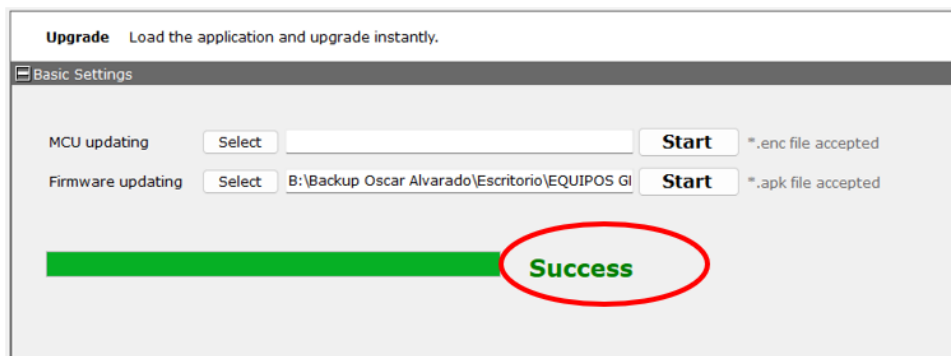 Upgrade Load the application and upgrade instantly.
Basic Settings
MCU updating Select Start *.enc file accepted
Firmware updating Select B:\Backup Oscar Alvarado\Escritorio\EQUIPOS GI Start *.apk file accepted
Success